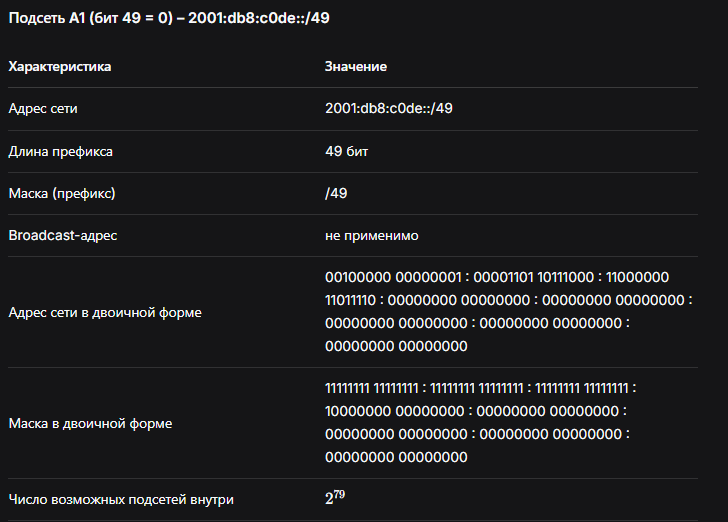 Подсеть A1 (бит 49 = 0) – 2001:db8:c0de::/49
Характеристика Значение
Адрес сети 2001:db8:c0de::/49
Длина префикса 49 бит
Маска (префикс) /49
Broadcast-адрес не применимо
Адрес сети в двоичной форме
00100000 00000001 : 00001101 10111000 : 11000000
11011110 : 00000000 00000000 : 00000000 00000000 :
00000000 00000000 : 00000000 00000000 :
00000000 00000000
Маска в двоичной форме
11111111 11111111 : 11111111 11111111 : 11111111 11111111 :
10000000 00000000 : 00000000 00000000 :
00000000 00000000 : 00000000 00000000 :
00000000 00000000
Число возможных подсетей внутри 2^79